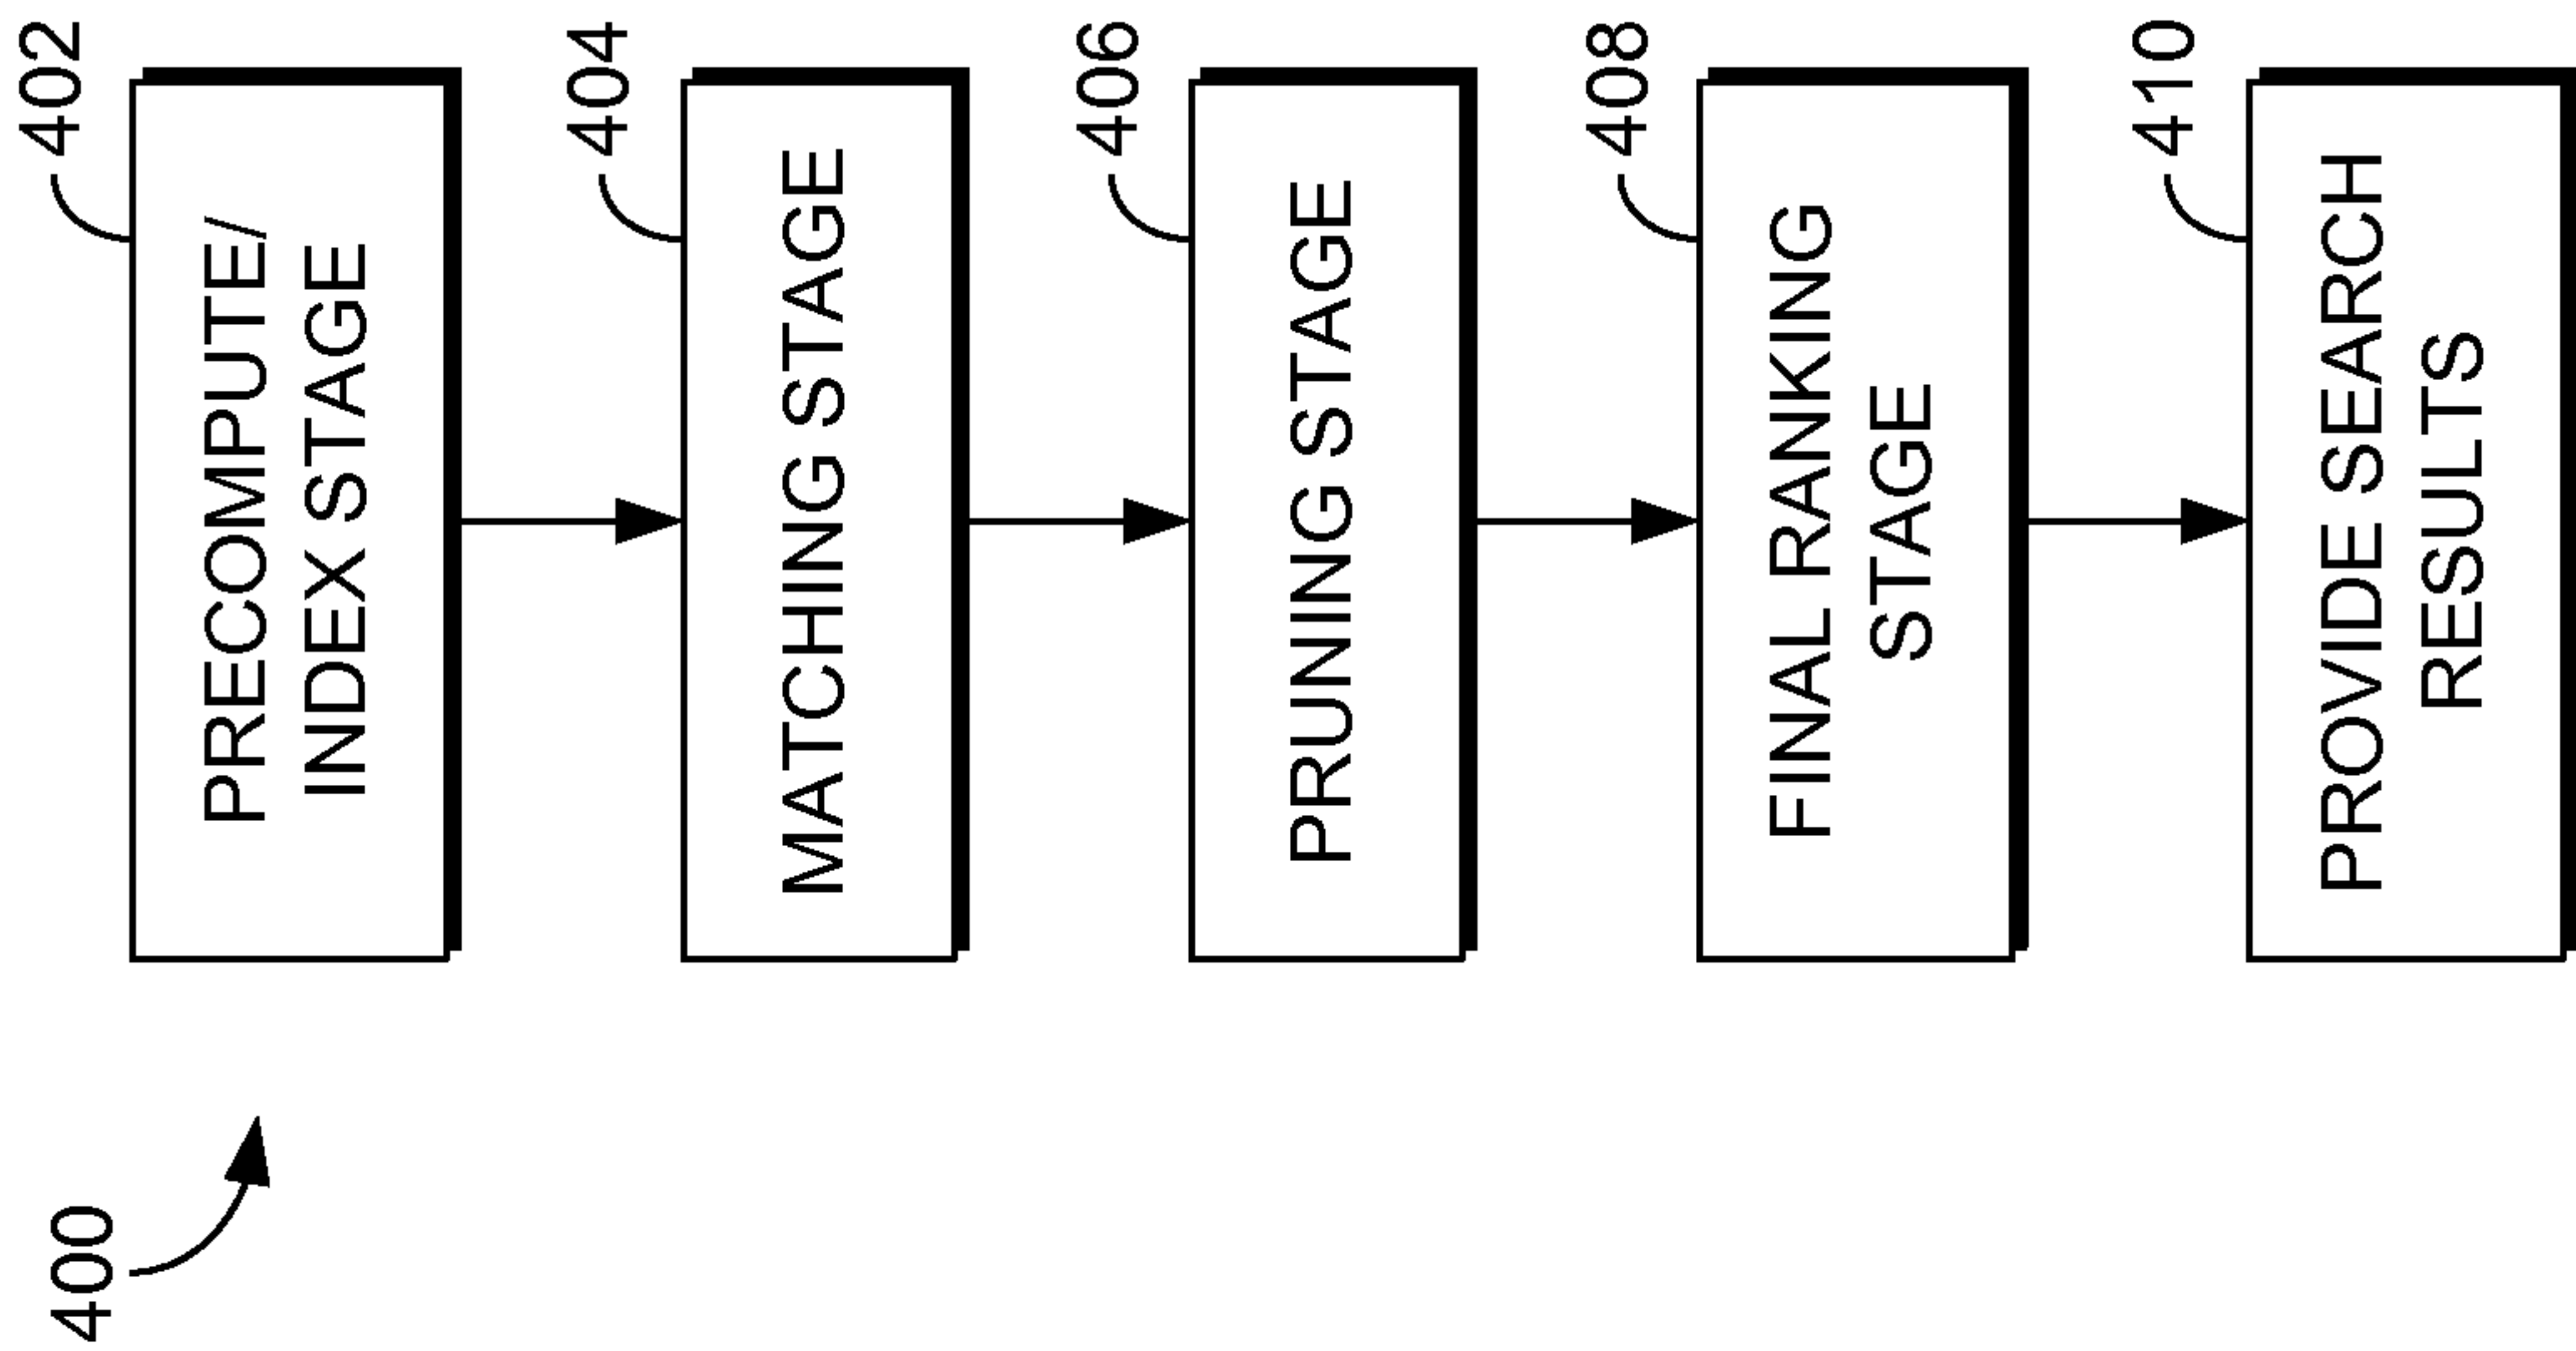 400
402
PRECOMPUTE/
INDEX STAGE
404
MATCHING STAGE
406
PRUNING STAGE
408
FINAL RANKING
STAGE
410
PROVIDE SEARCH
RESULTS